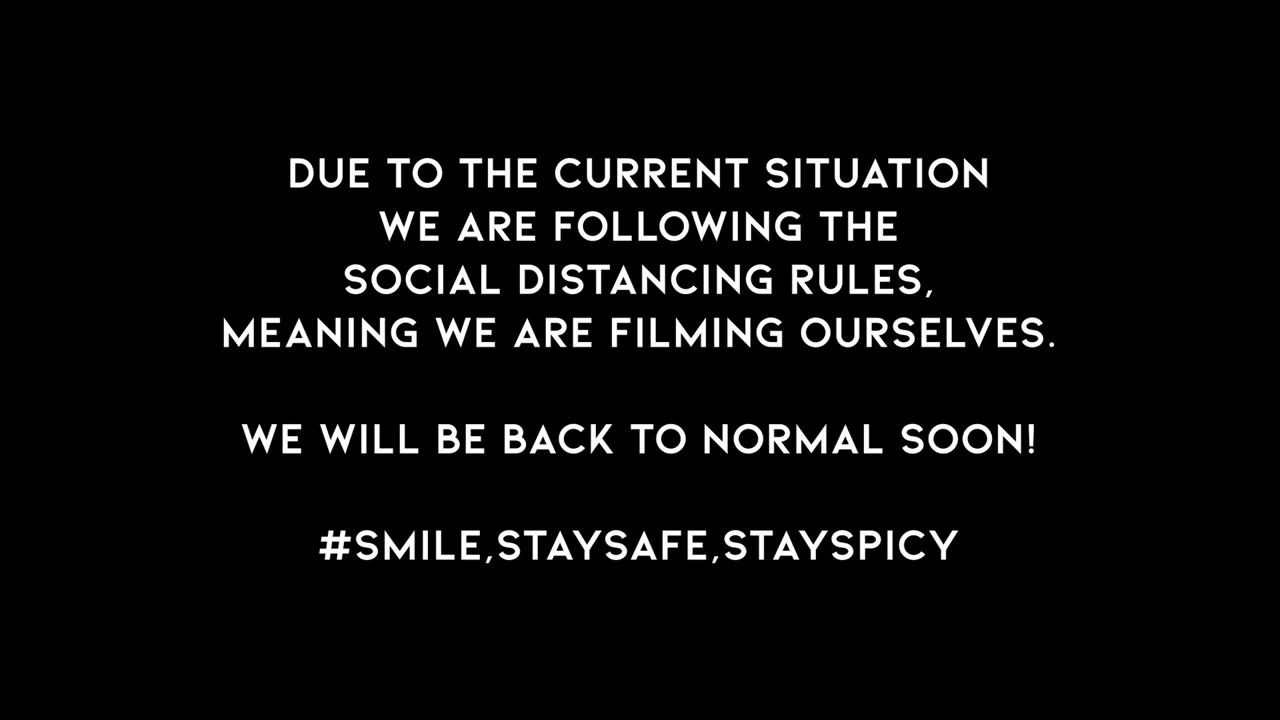 DUE TO THE CURRENT SITUATION
WE ARE FOLLOWING THE
SOCIAL DISTANCING RULES,
MEANING WE ARE FILMING OURSELVES.
WE WILL BE BACK TO NORMAL SOON!
#SMILE,STAYSAFE,STAYSPICY